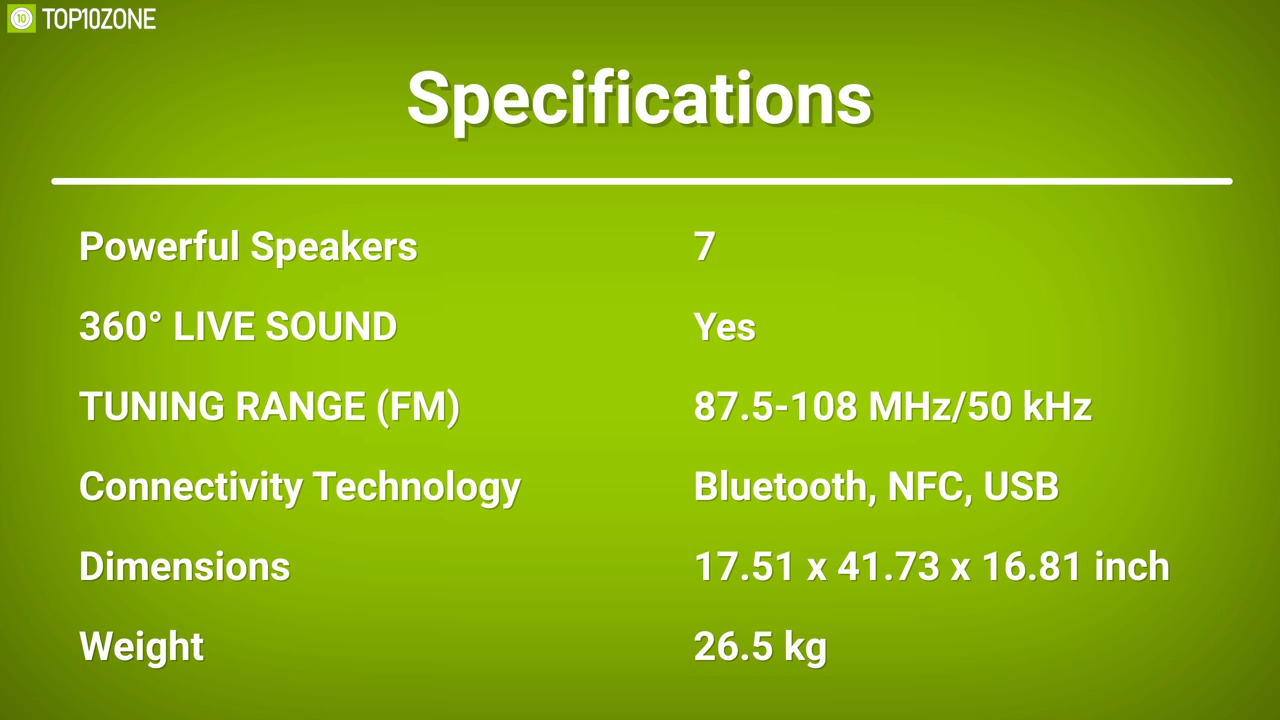 10 TOP10ZONE
Specifications
Powerful Speakers 7
360° LIVE SOUND Yes
TUNING RANGE (FM) 87.5-108 MHz/50 kHz
Connectivity Technology Bluetooth, NFC, USB
Dimensions 17.51 x 41.73 x 16.81 inch
Weight 26.5 kg